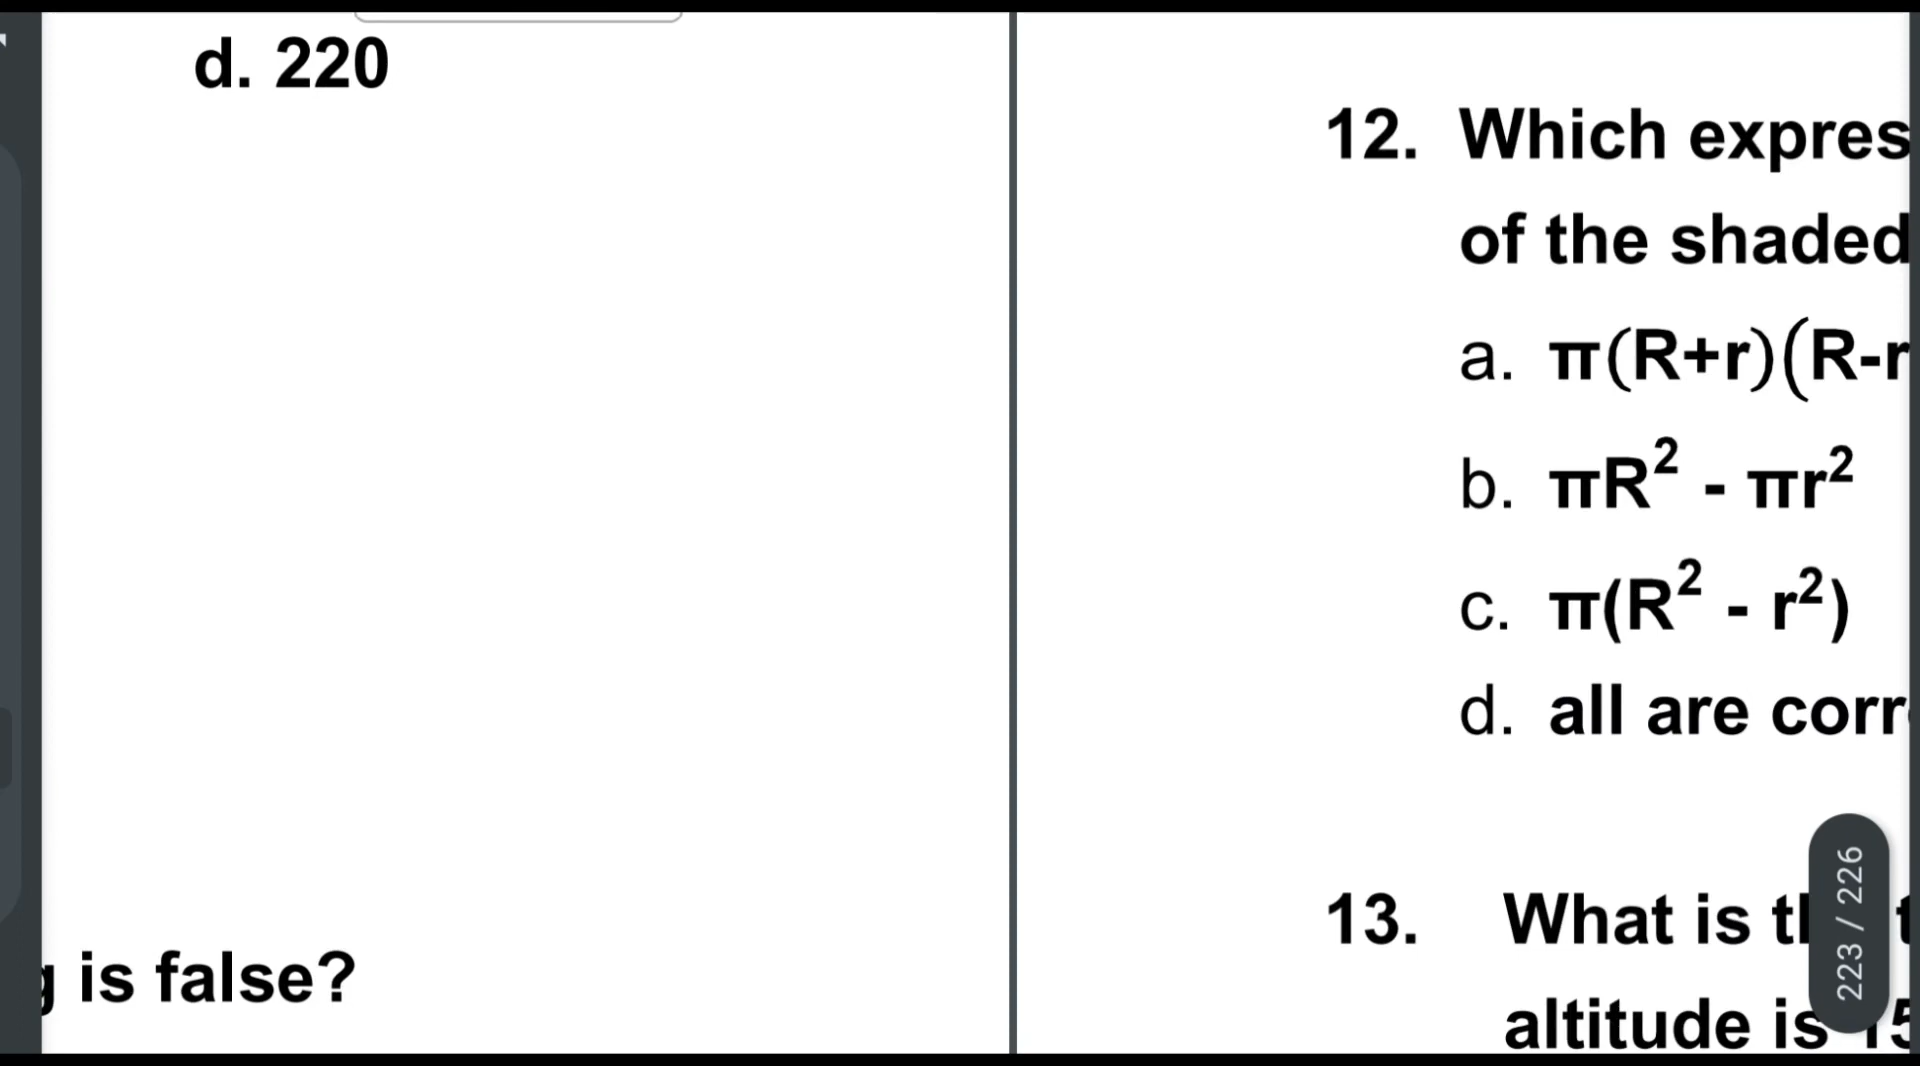 d. 220
is false?
12. Which expres
of the shaded
a. π(R+r)(R-r
b. πR² - πr²
c. π(R² - r²)
d. all are corr
13. What is
altitude is 15
223 / 226